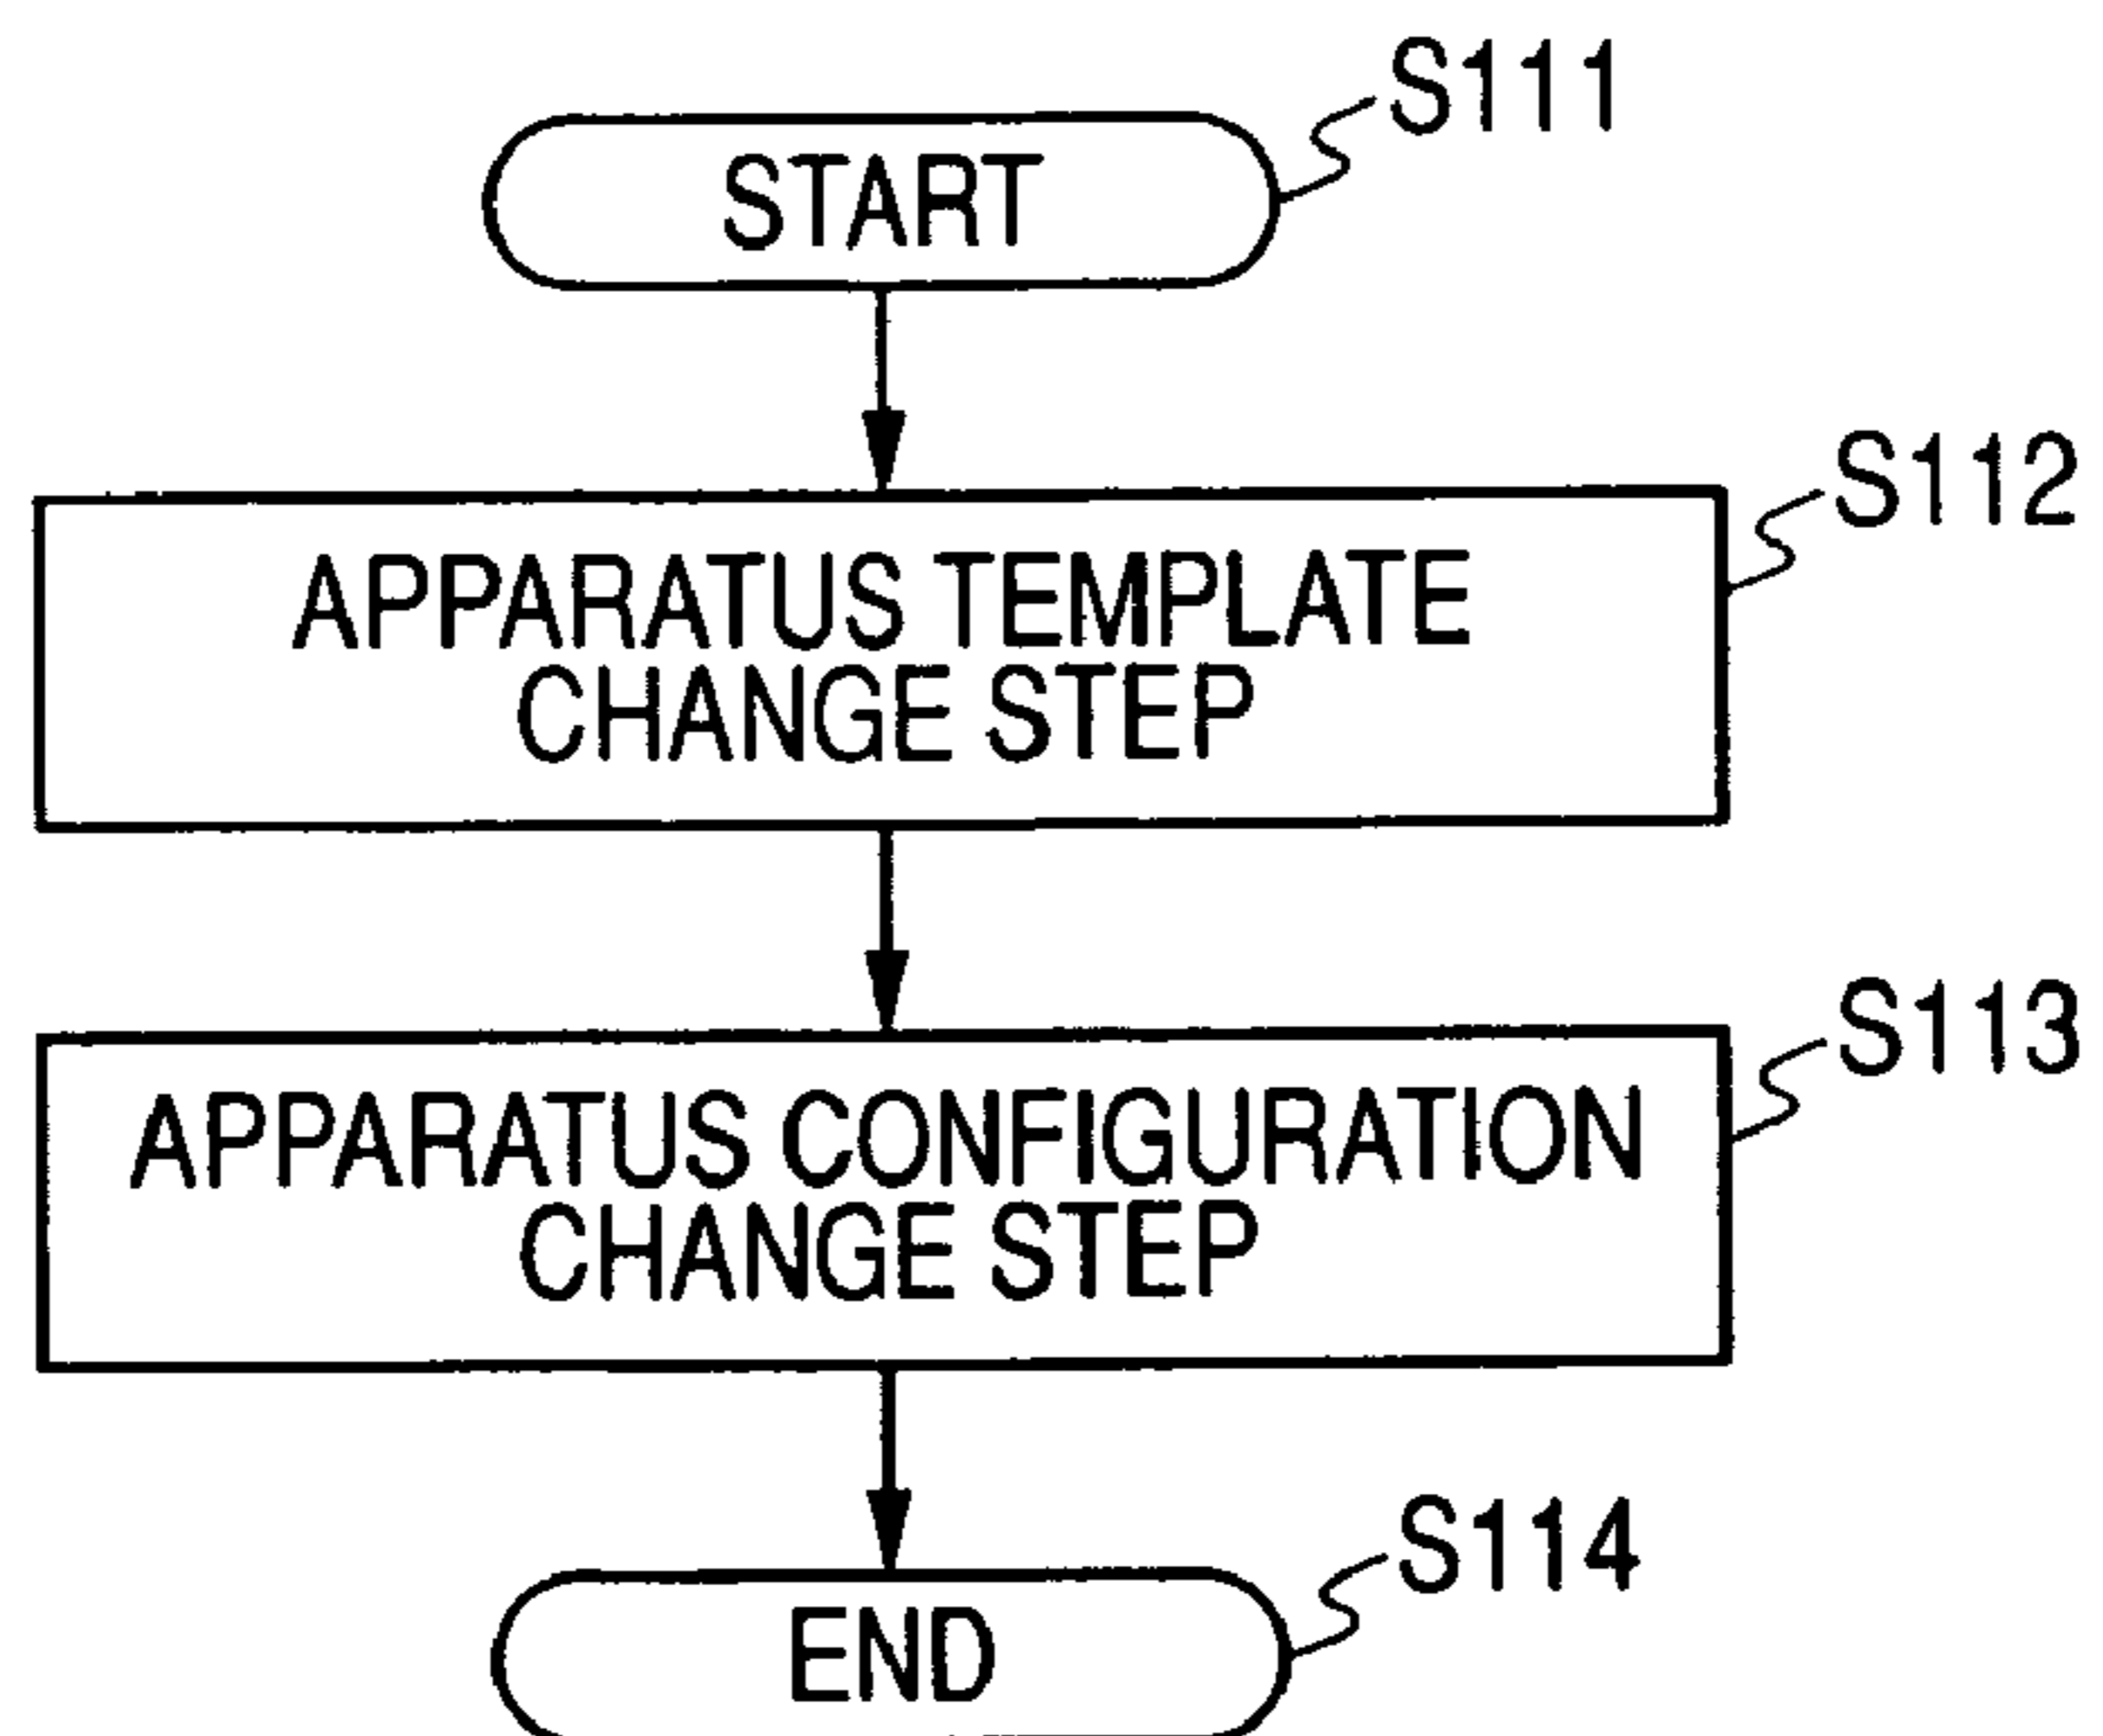 S111
START
S112
APPARATUS TEMPLATE
CHANGE STEP
S113
APPARATUS CONFIGURATION
CHANGE STEP
S114
END